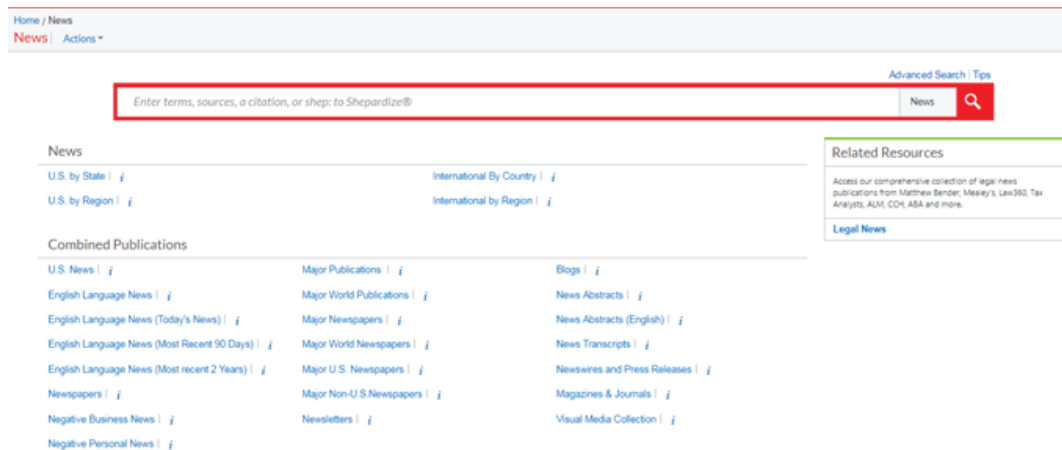 Home / News
News | Actions
Advanced Search | Tips
Enter terms, sources, a citation, or shep: to Shepardize®
News
News
U.S. by State | i
International By Country | i
U.S. by Region | i
International by Region | i
Combined Publications
U.S. News | i
Major Publications | i
Blogs | i
English Language News | i
Major World Publications | i
News Abstracts | i
English Language News (Today's News) | i
Major Newspapers | i
News Abstracts (English) | i
English Language News (Most Recent 90 Days) | i
Major World Newspapers | i
News Transcripts | i
English Language News (Most recent 2 Years) | i
Major U.S. Newspapers | i
Newswires and Press Releases | i
Newspapers | i
Major Non-U.S.Newspapers | i
Magazines & Journals | i
Negative Business News | i
Newsletters | i
Visual Media Collection | i
Negative Personal News | i
Related Resources
Access our comprehensive collection of legal news
publications from Matthew Bender, Mealey's, Law360, Tax
Analysts, ALM, CCH, ABA and more.
Legal News